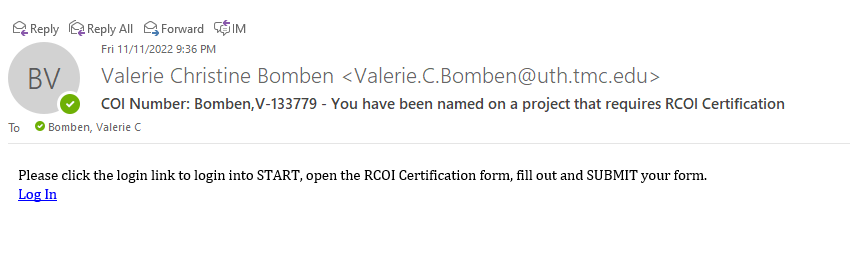 Reply Reply All Forward IM
Fri 11/11/2022 9:36 PM
BV
Valerie Christine Bomben <Valerie.C.Bomben@uth.tmc.edu>
COI Number: Bomben,V-133779 - You have been named on a project that requires RCOI Certification
To Bomben, Valerie C
Please click the login link to login into START, open the RCOI Certification form, fill out and SUBMIT your form.
Log In